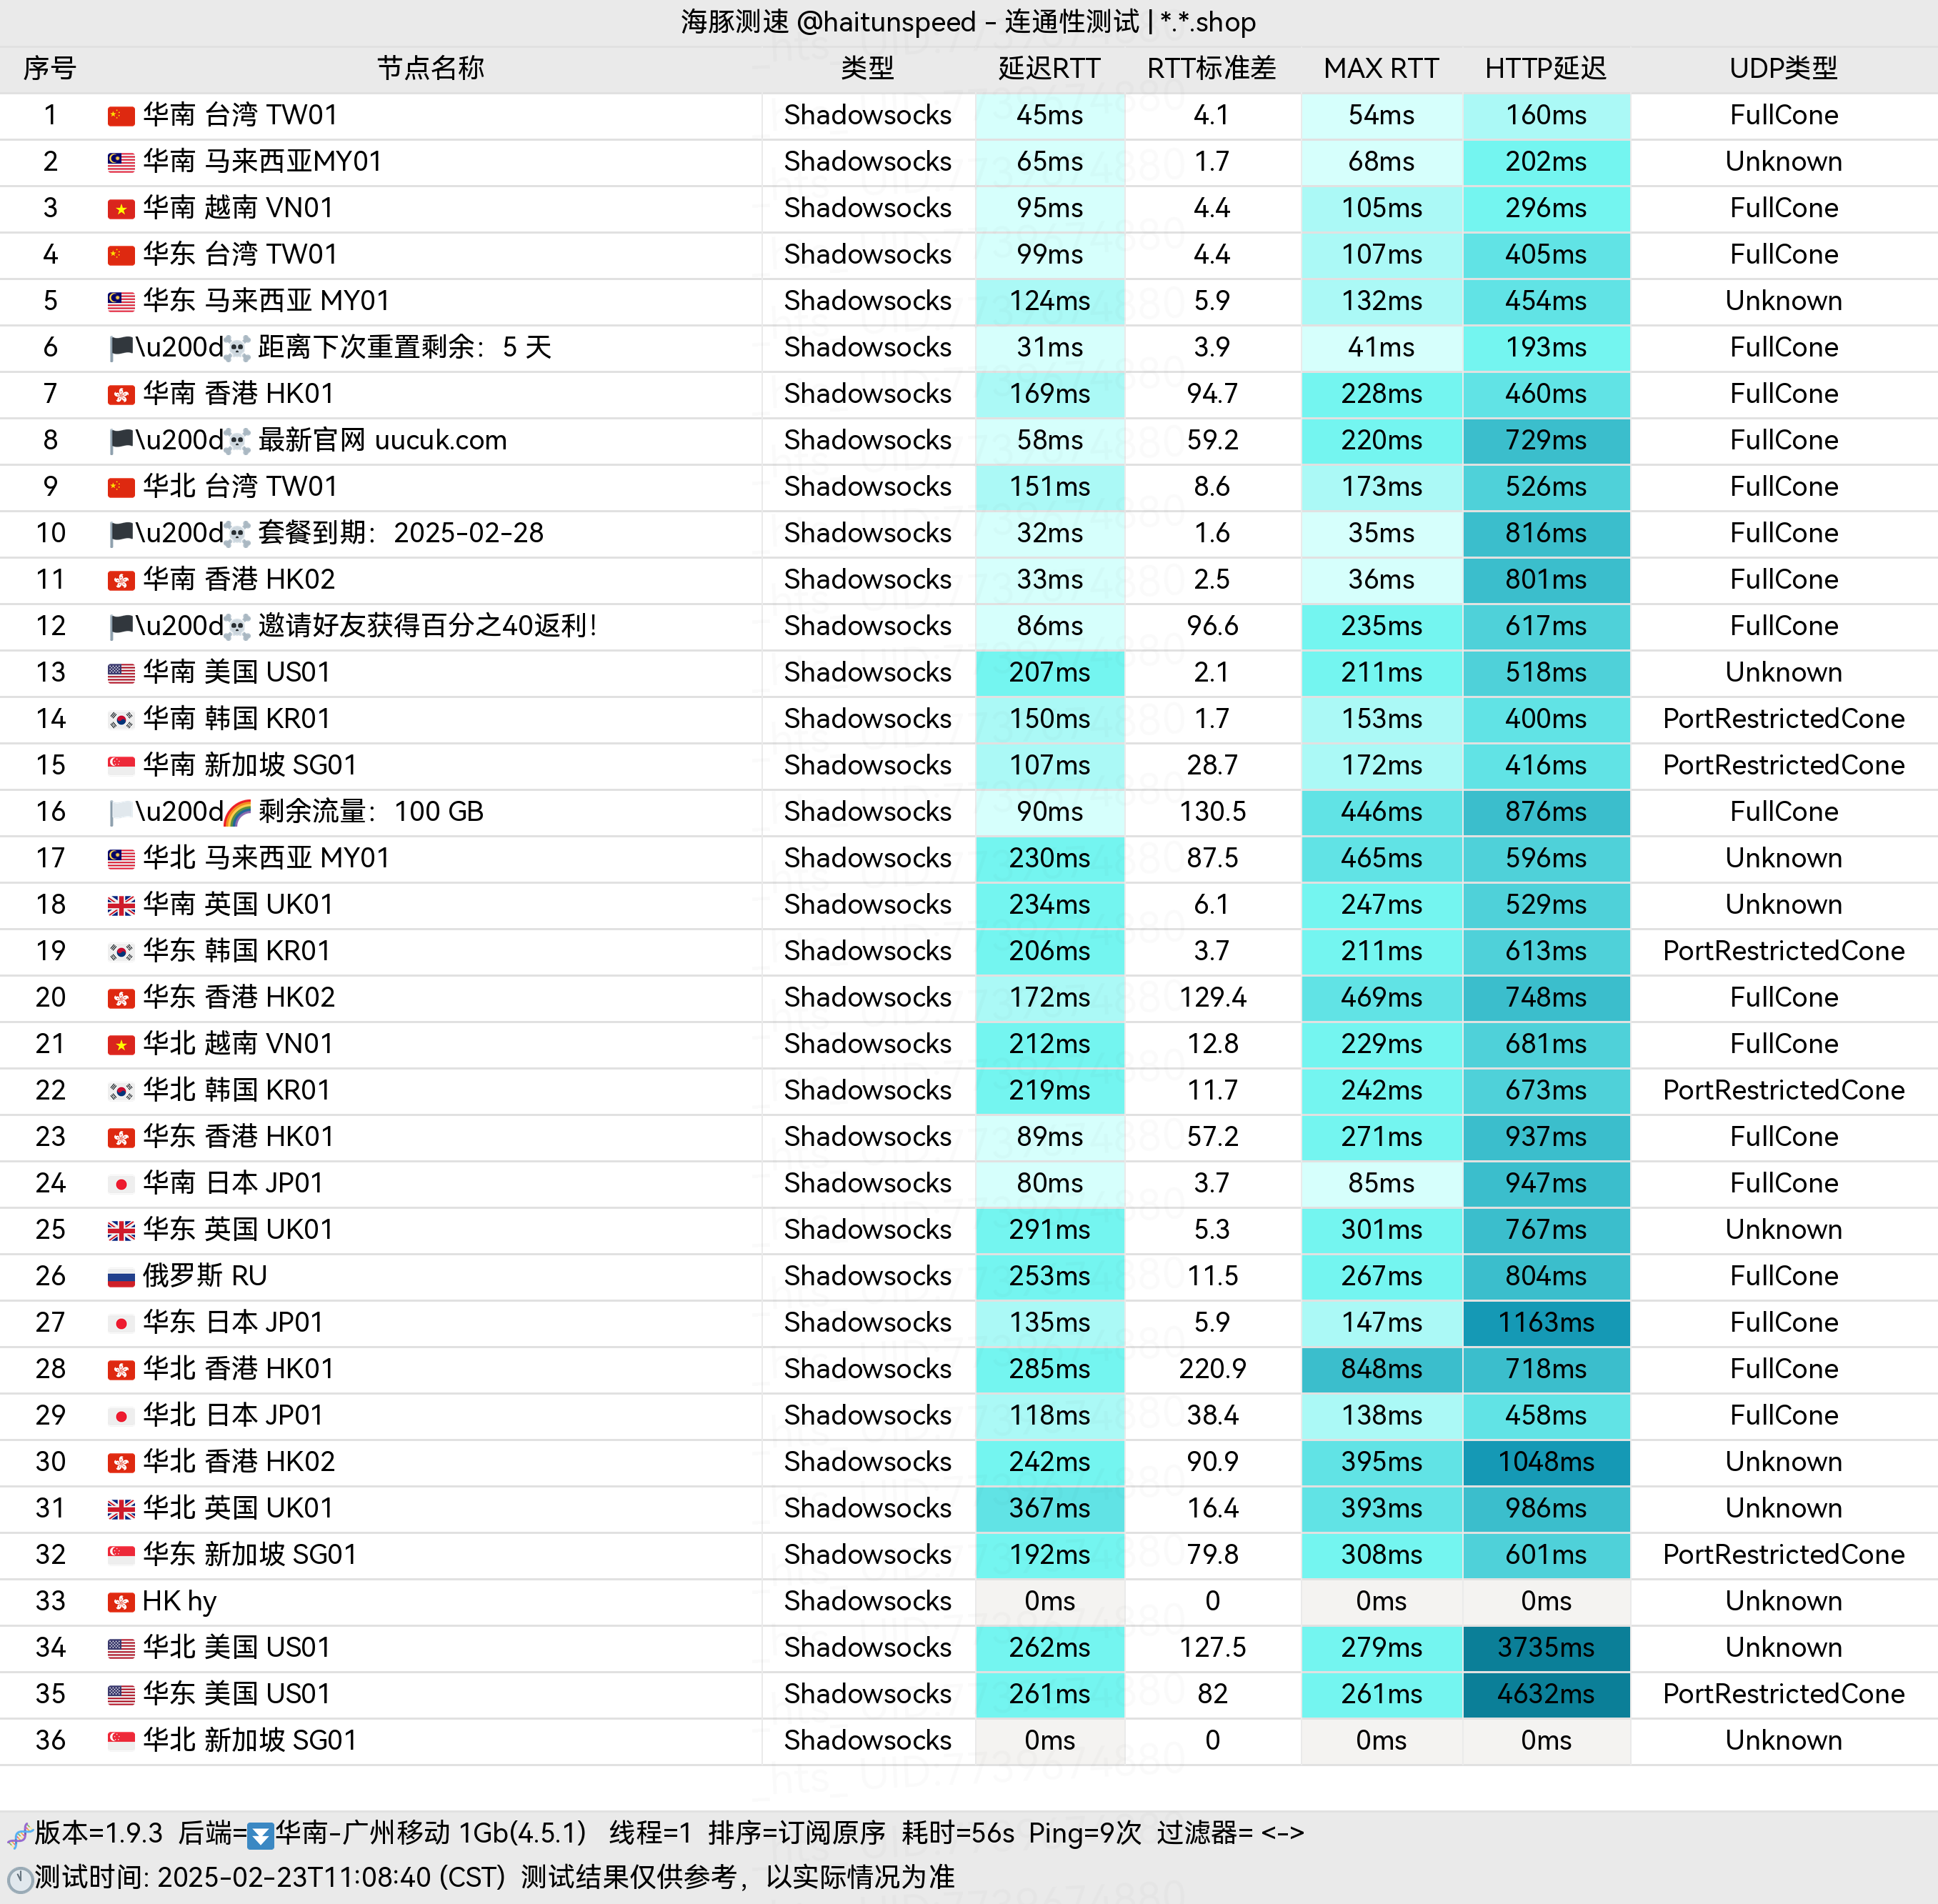 海豚测速 @haitunspeed - 连通性测试 | *.*.shop
序号 节点名称 类型 延迟RTT RTT标准差 MAX RTT HTTP延迟 UDP类型
1 🇨🇳 华南 台湾 TW01 Shadowsocks 45ms 4.1 54ms 160ms FullCone
2 🇲🇾 华南 马来西亚MY01 Shadowsocks 65ms 1.7 68ms 202ms Unknown
3 🇻🇳 华南 越南 VN01 Shadowsocks 95ms 4.4 105ms 296ms FullCone
4 🇨🇳 华东 台湾 TW01 Shadowsocks 99ms 4.4 107ms 405ms FullCone
5 🇲🇾 华东 马来西亚 MY01 Shadowsocks 124ms 5.9 132ms 454ms Unknown
6 🏴\u200d☠️ 距离下次重置剩余：5 天 Shadowsocks 31ms 3.9 41ms 193ms FullCone
7 🇭🇰 华南 香港 HK01 Shadowsocks 169ms 94.7 228ms 460ms FullCone
8 🏴\u200d☠️ 最新官网 uucuk.com Shadowsocks 58ms 59.2 220ms 729ms FullCone
9 🇨🇳 华北 台湾 TW01 Shadowsocks 151ms 8.6 173ms 526ms FullCone
10 🏴\u200d☠️ 套餐到期：2025-02-28 Shadowsocks 32ms 1.6 35ms 816ms FullCone
11 🇭🇰 华南 香港 HK02 Shadowsocks 33ms 2.5 36ms 801ms FullCone
12 🏴\u200d☠️ 邀请好友获得百分之40返利！ Shadowsocks 86ms 96.6 235ms 617ms FullCone
13 🇺🇸 华南 美国 US01 Shadowsocks 207ms 2.1 211ms 518ms Unknown
14 🇰🇷 华南 韩国 KR01 Shadowsocks 150ms 1.7 153ms 400ms PortRestrictedCone
15 🇸🇬 华南 新加坡 SG01 Shadowsocks 107ms 28.7 172ms 416ms PortRestrictedCone
16 🏳️\u200d🌈 剩余流量：100 GB Shadowsocks 90ms 130.5 446ms 876ms FullCone
17 🇲🇾 华北 马来西亚 MY01 Shadowsocks 230ms 87.5 465ms 596ms Unknown
18 🇬🇧 华南 英国 UK01 Shadowsocks 234ms 6.1 247ms 529ms Unknown
19 🇰🇷 华东 韩国 KR01 Shadowsocks 206ms 3.7 211ms 613ms PortRestrictedCone
20 🇭🇰 华东 香港 HK02 Shadowsocks 172ms 129.4 469ms 748ms FullCone
21 🇻🇳 华北 越南 VN01 Shadowsocks 212ms 12.8 229ms 681ms FullCone
22 🇰🇷 华北 韩国 KR01 Shadowsocks 219ms 11.7 242ms 673ms PortRestrictedCone
23 🇭🇰 华东 香港 HK01 Shadowsocks 89ms 57.2 271ms 937ms FullCone
24 🇯🇵 华南 日本 JP01 Shadowsocks 80ms 3.7 85ms 947ms FullCone
25 🇬🇧 华东 英国 UK01 Shadowsocks 291ms 5.3 301ms 767ms Unknown
26 🇷🇺 俄罗斯 RU Shadowsocks 253ms 11.5 267ms 804ms FullCone
27 🇯🇵 华东 日本 JP01 Shadowsocks 135ms 5.9 147ms 1163ms FullCone
28 🇭🇰 华北 香港 HK01 Shadowsocks 285ms 220.9 848ms 718ms FullCone
29 🇯🇵 华北 日本 JP01 Shadowsocks 118ms 38.4 138ms 458ms FullCone
30 🇭🇰 华北 香港 HK02 Shadowsocks 242ms 90.9 395ms 1048ms Unknown
31 🇬🇧 华北 英国 UK01 Shadowsocks 367ms 16.4 393ms 986ms Unknown
32 🇸🇬 华东 新加坡 SG01 Shadowsocks 192ms 79.8 308ms 601ms PortRestrictedCone
33 🇭🇰 HK hy Shadowsocks 0ms 0 0ms 0ms Unknown
34 🇺🇸 华北 美国 US01 Shadowsocks 262ms 127.5 279ms 3735ms Unknown
35 🇺🇸 华东 美国 US01 Shadowsocks 261ms 82 261ms 4632ms PortRestrictedCone
36 🇸🇬 华北 新加坡 SG01 Shadowsocks 0ms 0 0ms 0ms Unknown
🧬版本=1.9.3 后端=⏬华南-广州移动 1Gb(4.5.1) 线程=1 排序=订阅原序 耗时=56s Ping=9次 过滤器= <->
🕚测试时间: 2025-02-23T11:08:40 (CST) 测试结果仅供参考，以实际情况为准